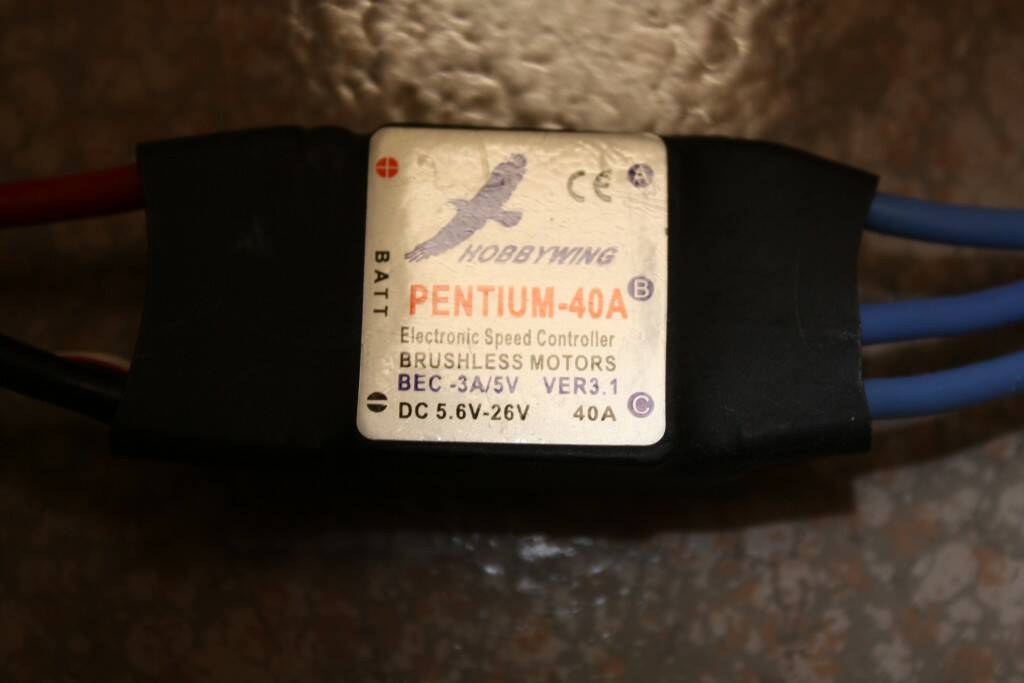 CE A
HOBBYWING
BATT
PENTIUM-40A B
Electronic Speed Controller
BRUSHLESS MOTORS
BEC -3A/5V VER3.1
DC 5.6V-26V 40A C